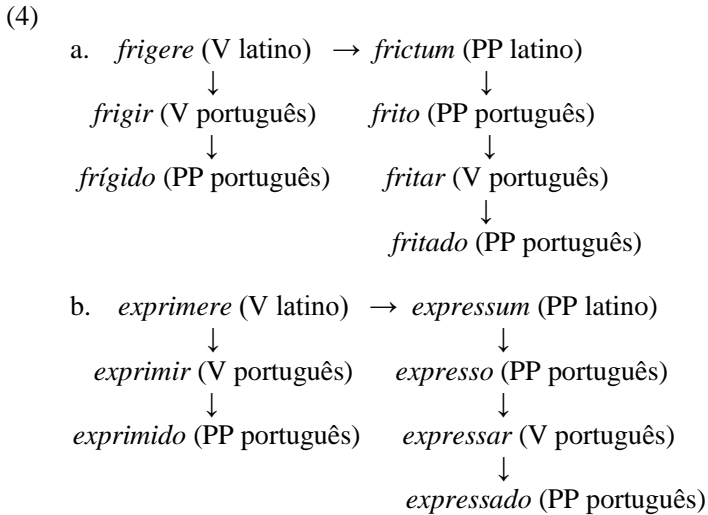 (4)
a. frigere (V latino) → frictum (PP latino)
↓ ↓
frigir (V português) frito (PP português)
↓ ↓
frígido (PP português) fritar (V português)
↓
fritado (PP português)
b. exprimere (V latino) → expressum (PP latino)
↓ ↓
exprimir (V português) expresso (PP português)
↓ ↓
exprimido (PP português) expressar (V português)
↓
expressado (PP português)